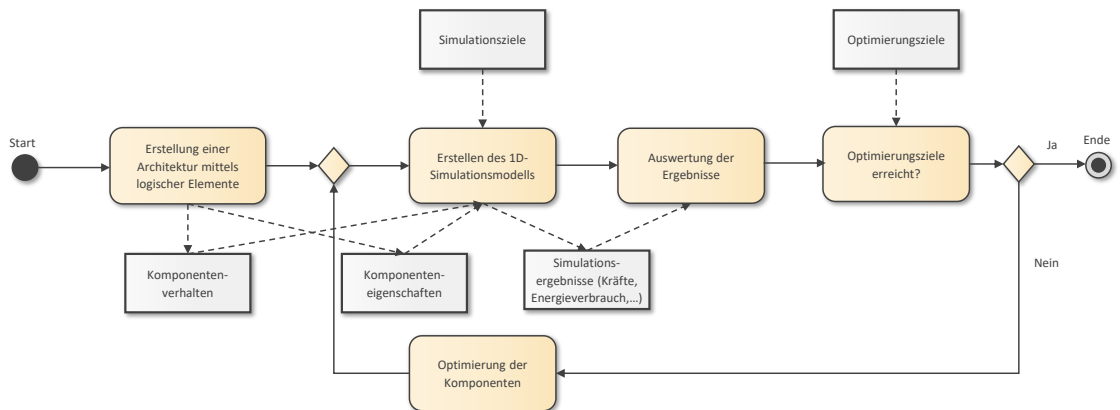 Simulationsziele
Optimierungsziele
Start
Erstellung einer
Architektur mittels
logischer Elemente
Erstellen des 1D-
Simulationsmodells
Auswertung der
Ergebnisse
Optimierungsziele
erreicht?
Ja
Ende
Nein
Komponenten-
verhalten
Komponenten-
eigenschaften
Simulations-
ergebnisse (Kräfte,
Energieverbrauch,...)
Optimierung der
Komponenten